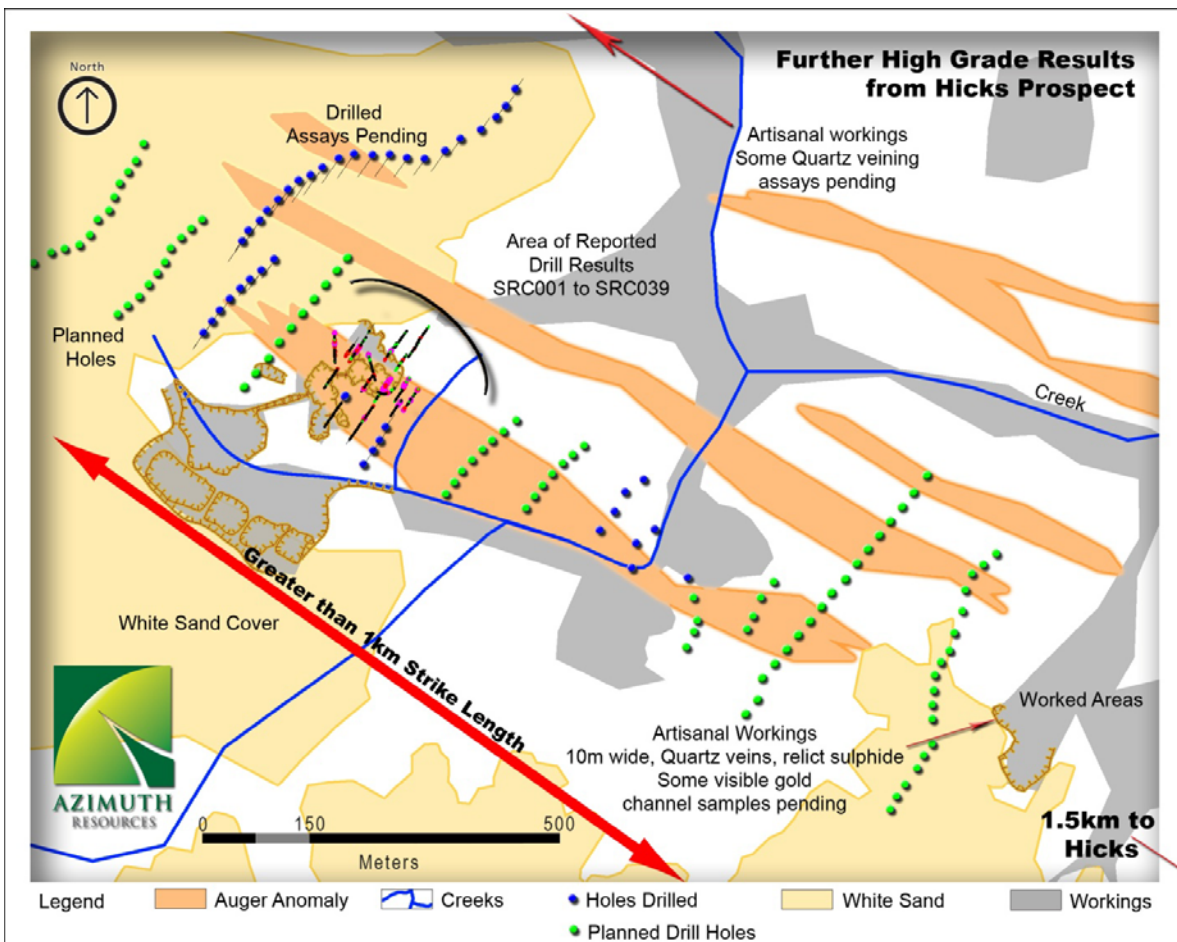 North
Further High Grade Results
from Hicks Prospect
Drilled
Assays Pending
Artisanal workings
Some Quartz veining
assays pending
Area of Reported
Drill Results
SRC001 to SRC039
Planned
Holes
Creek
Greater than 1km Strike Length
White Sand Cover
Worked Areas
Artisanal Workings
10m wide, Quartz veins, relict sulphide
Some visible gold
channel samples pending
AZIMUTH
RESOURCES
0 150 500
Meters
1.5km to
Hicks
Legend Auger Anomaly Creeks Holes Drilled White Sand Workings
Planned Drill Holes